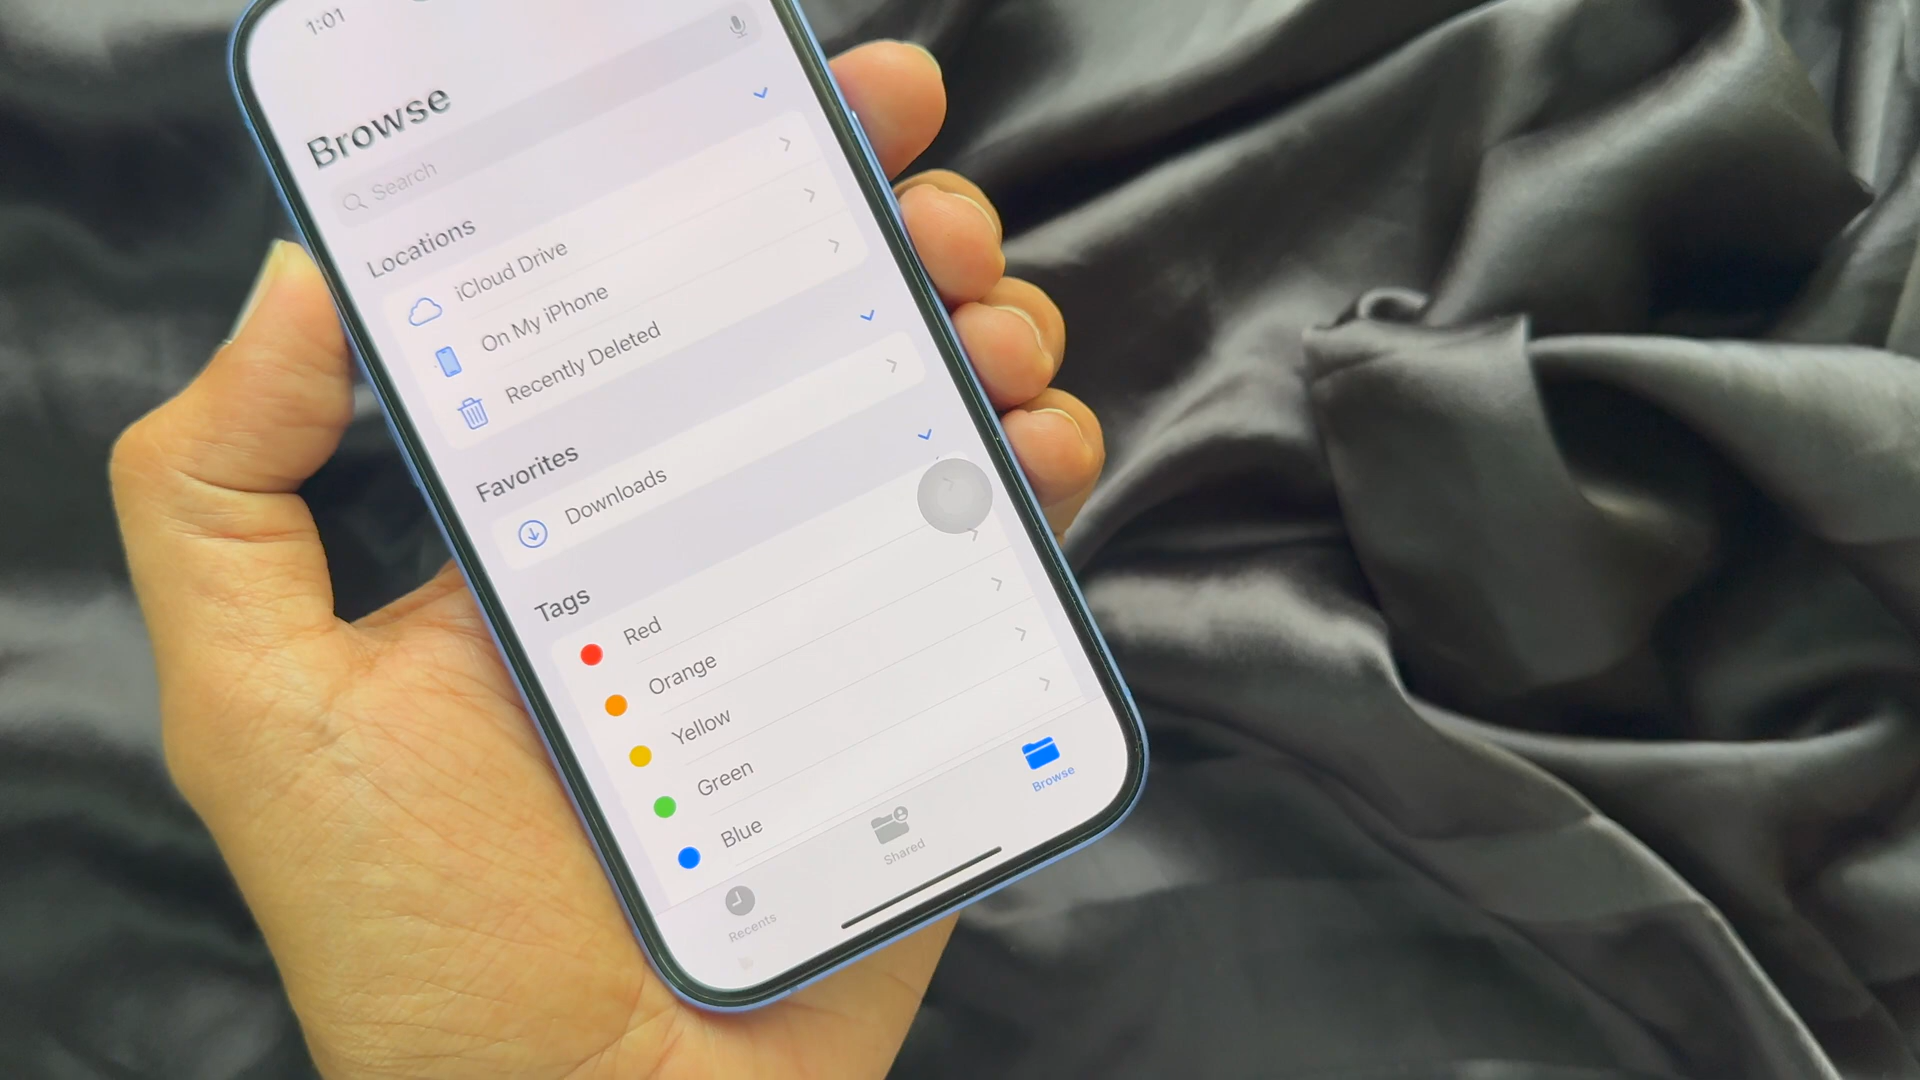 1:01
Browse
Search
Locations
iCloud Drive
On My iPhone
Recently Deleted
Favorites
Downloads
Tags
Red
Orange
Yellow
Green
Blue
Recents
Shared
Browse